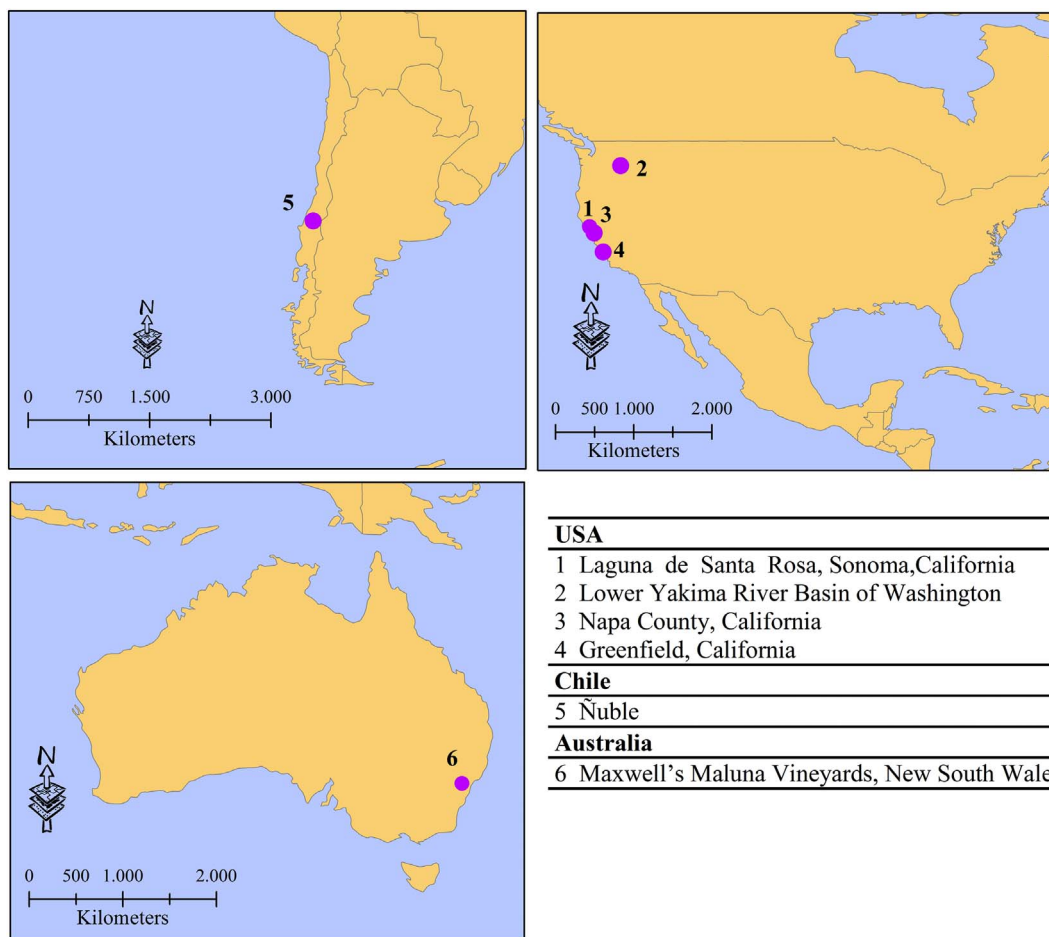 5
N
0 750 1.500 3.000
Kilometers
2
1
3
4
N
0 500 1.000 2.000
Kilometers
6
N
0 500 1.000 2.000
Kilometers
USA
1 Laguna de Santa Rosa, Sonoma,California
2 Lower Yakima River Basin of Washington
3 Napa County, California
4 Greenfield, California
Chile
5 Ñuble
Australia
6 Maxwell's Maluna Vineyards, New South Wale